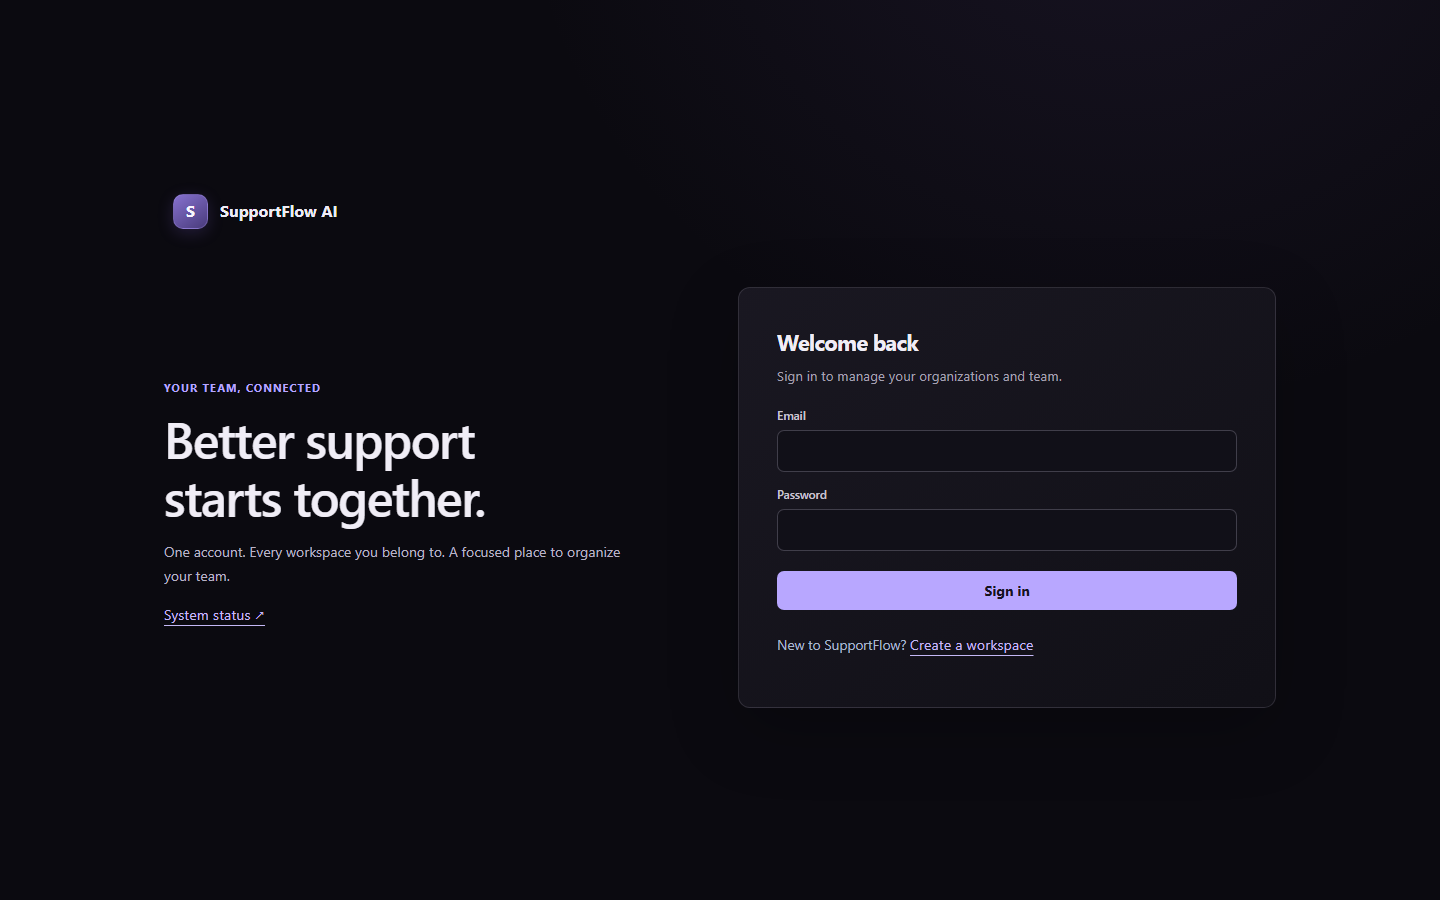 S
SupportFlow AI
YOUR TEAM, CONNECTED
Better support
starts together.
One account. Every workspace you belong to. A focused place to organize
your team.
System status ↗
Welcome back
Sign in to manage your organizations and team.
Email
Password
Sign in
New to SupportFlow? Create a workspace